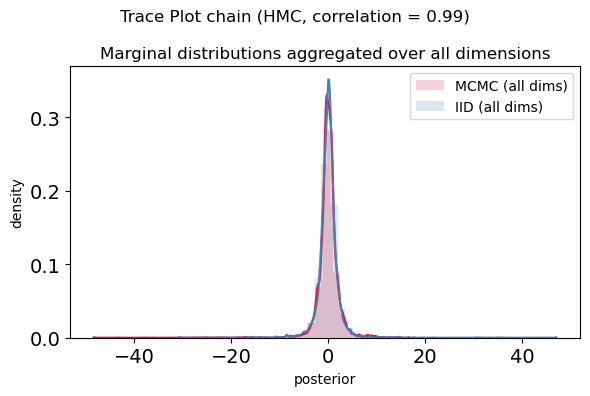 Trace Plot chain (HMC, correlation = 0.99)
Marginal distributions aggregated over all dimensions
MCMC (all dims)
IID (all dims)
density
0.3
0.2
0.1
0.0
−40
−20
0
20
40
posterior